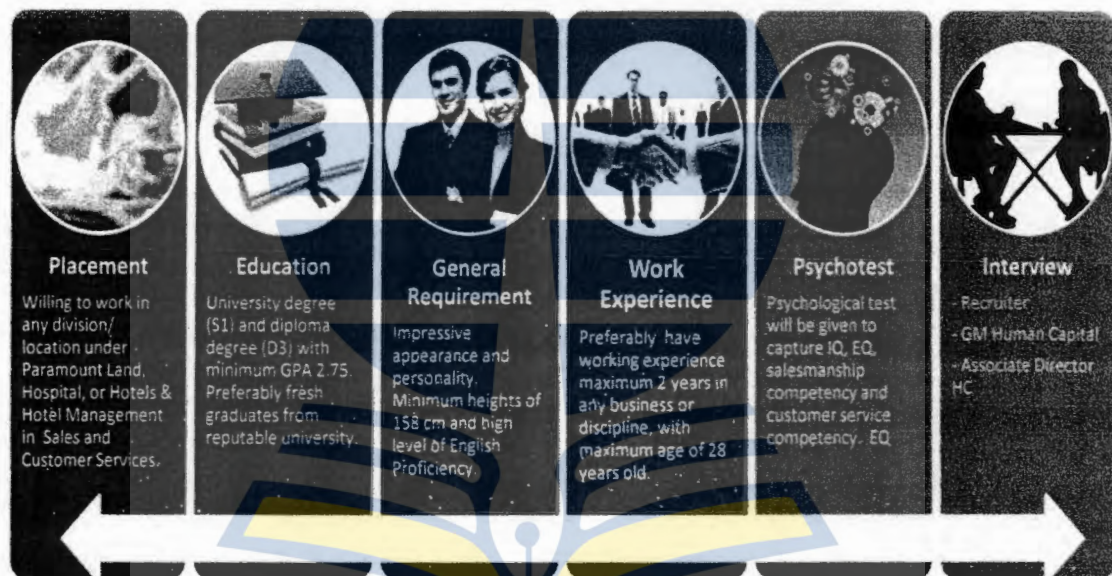 Placement
Willing to work in
any division/
location under
Paramount Land,
Hospital, or Hotels &
Hotel Management
in Sales and
Customer Services.
Education
University degree
(S1) and diploma
degree (D3) with
minimum GPA 2.75.
Preferably fresh
graduates from
reputable university.
General
Requirement
Impressive
appearance and
personality.
Minimum heights of
158 cm and high
level of English
Proficiency.
Work
Experience
Preferably have
working experience
maximum 2 years in
any business or
discipline, with
maximum age of 28
years old.
Psychotest
Psychological test
will be given to
capture IQ, EQ,
salesmanship
competency and
customer service
competency. EQ
Interview
- Recruiter
- GM Human Capital
- Associate Director
HC